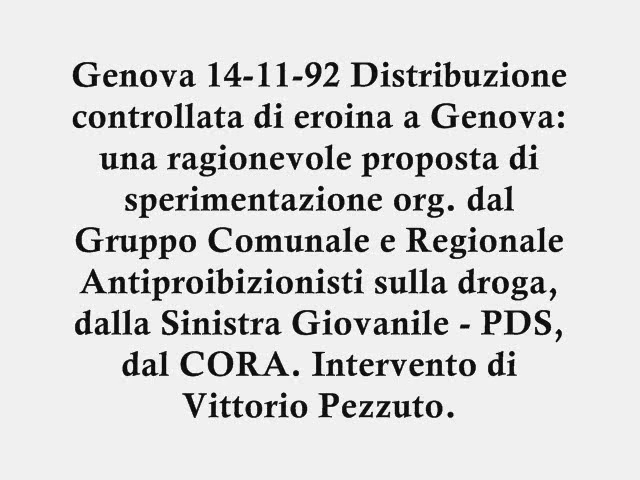 Genova 14-11-92 Distribuzione
controllata di eroina a Genova:
una ragionevole proposta di
sperimentazione org. dal
Gruppo Comunale e Regionale
Antiproibizionisti sulla droga,
dalla Sinistra Giovanile - PDS,
dal CORA. Intervento di
Vittorio Pezzuto.